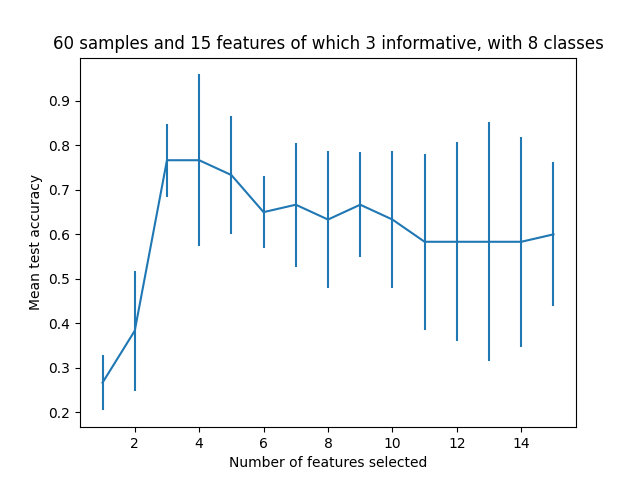 60 samples and 15 features of which 3 informative, with 8 classes
0.9
0.8
0.7
0.6
0.5
0.4
0.3
0.2
Mean test accuracy
2 4 6 8 10 12 14
Number of features selected